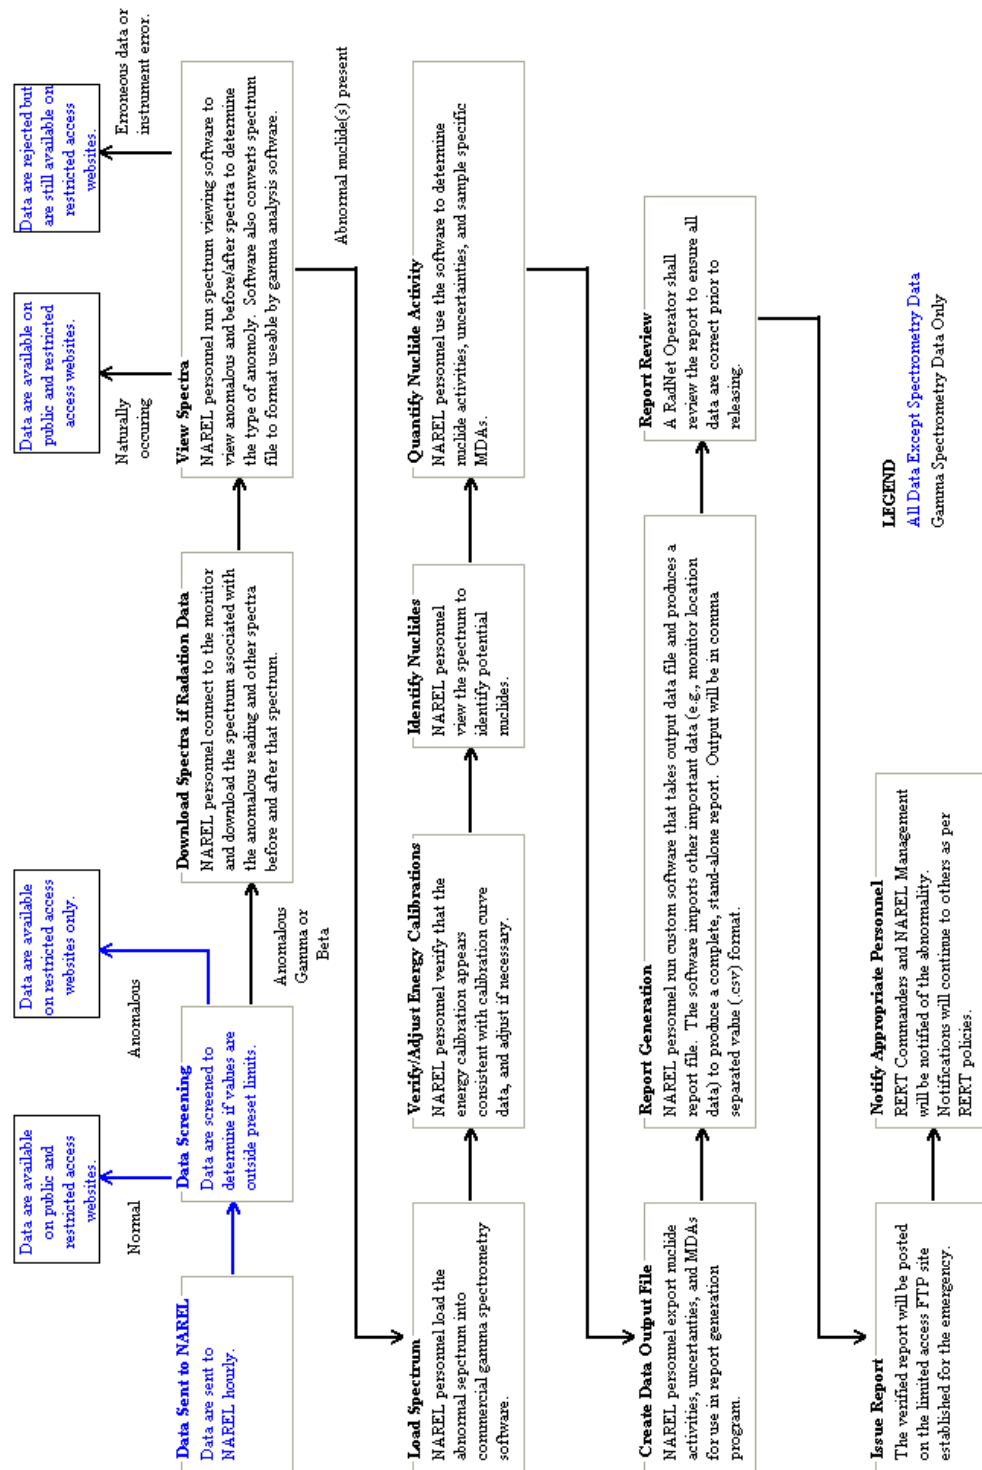 Data are available
on public and
restricted access
websites.
Normal
Data are available
on restricted access
websites only.
Anomalous
Data are available on
public and restricted
access websites.
Naturally
occuring
Data are rejected but
are still available on
restricted access
websites.
Erroneous data or
instrument error.
Data Sent to NAREL
Data are sent to
NAREL hourly.
Data Screening
Data are screened to
determine if values are
outside preset limits.
Anomalous
Gamma or
Beta
Download Spectra if Radation Data
NAREL personnel connect to the monitor
and download the spectrum associated with
the anomalous reading and other spectra
before and after that spectrum.
View Spectra
NAREL personnel run spectrum viewing software to
view anomalous and before/after spectra to determine
the type of anomoly. Software also converts spectrum
file to format useable by gamma analysis software.
Abnormal nuclide(s) present
Load Spectrum
NAREL personnel load the
abnormal sepctrum into
commercial gamma spectrometry
software.
Verify/Adjust Energy Calibrations
NAREL personnel verify that the
energy calibration appears
consistent with calibration curve
data, and adjust if necessary.
Identify Nuclides
NAREL personnel
view the spectrum to
identify potential
nuclides.
Quantify Nuclide Activity
NAREL personnel use the software to determine
nuclide activities, uncertainties, and sample specific
MDAs.
Create Data Output File
NAREL personnel export nuclide
activities, uncertanties, and MDAs
for use in report generation
program.
Report Generation
NAREL personnel run custom software that takes output data file and produces a
report file. The software imports other important data (e.g., monitor location
data) to produce a complete, stand-alone report. Output will be in comma
separated value (.csv) format.
Report Review
A RadNet Operator shall
review the report to ensure all
data are correct prior to
releasing.
Issue Report
The verified report will be posted
on the limited access FTP site
established for the emergency.
Notify Appropriate Personnel
RERT Commanders and NAREL Management
will be notified of the abnormality.
Notifications will continue to others as per
RERT policies.
LEGEND
All Data Except Spectrometry Data
Gamma Spectrometry Data Only